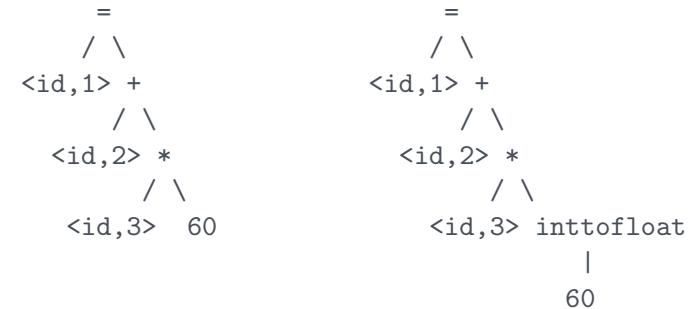 = =
/ \ / \
<id,1> + <id,1> +
/ \ / \
<id,2> * <id,2> *
/ \ / \
<id,3> 60 <id,3> inttofloat
|
60